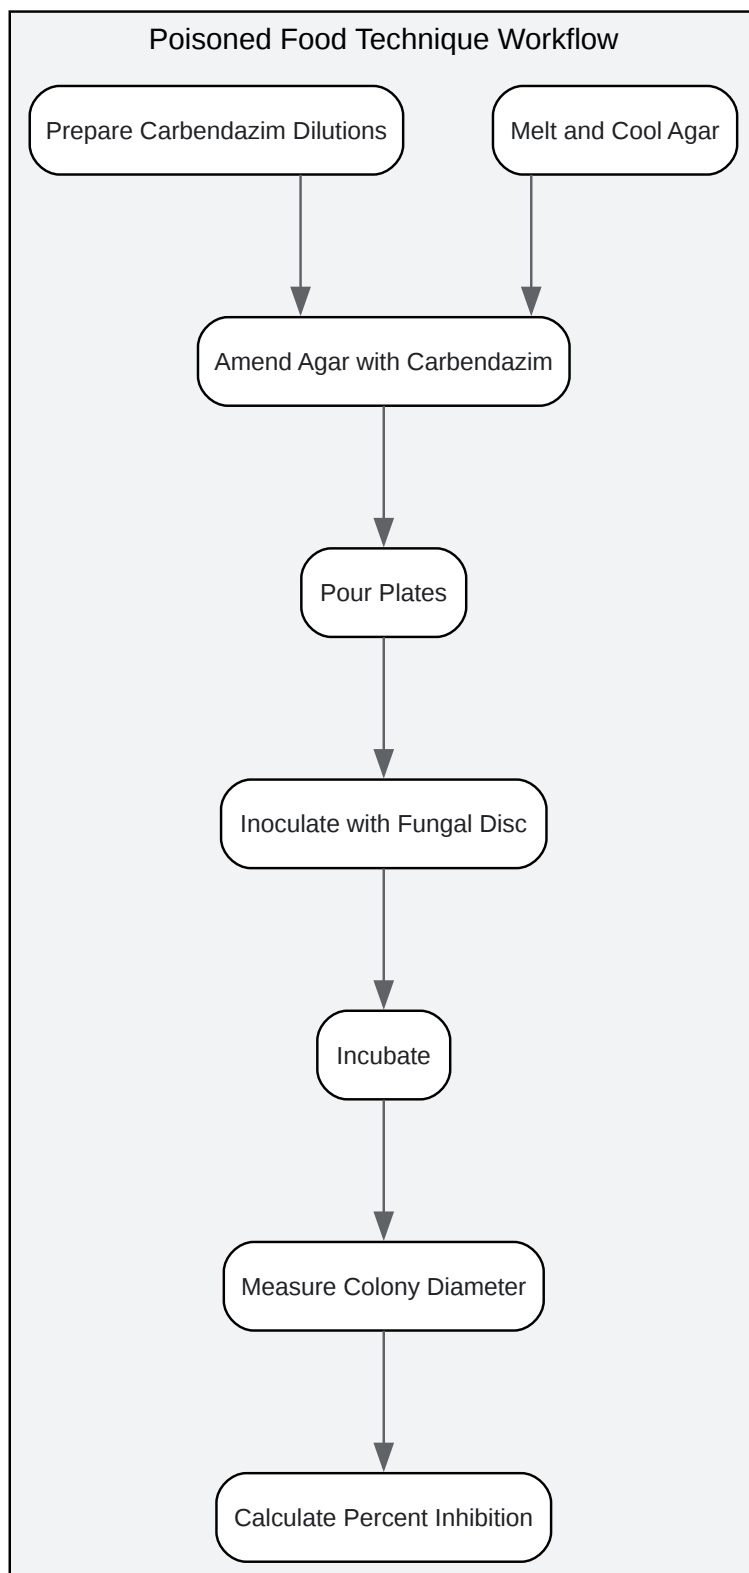 Poisoned Food Technique Workflow
Prepare Carbendazim Dilutions
Melt and Cool Agar
Amend Agar with Carbendazim
Pour Plates
Inoculate with Fungal Disc
Incubate
Measure Colony Diameter
Calculate Percent Inhibition